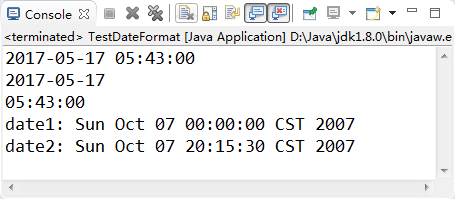 Console
<terminated> TestDateFormat [Java Application] D:\Java\jdk1.8.0\bin\javaw.e
2017-05-17 05:43:00
2017-05-17
05:43:00
date1: Sun Oct 07 00:00:00 CST 2007
date2: Sun Oct 07 20:15:30 CST 2007